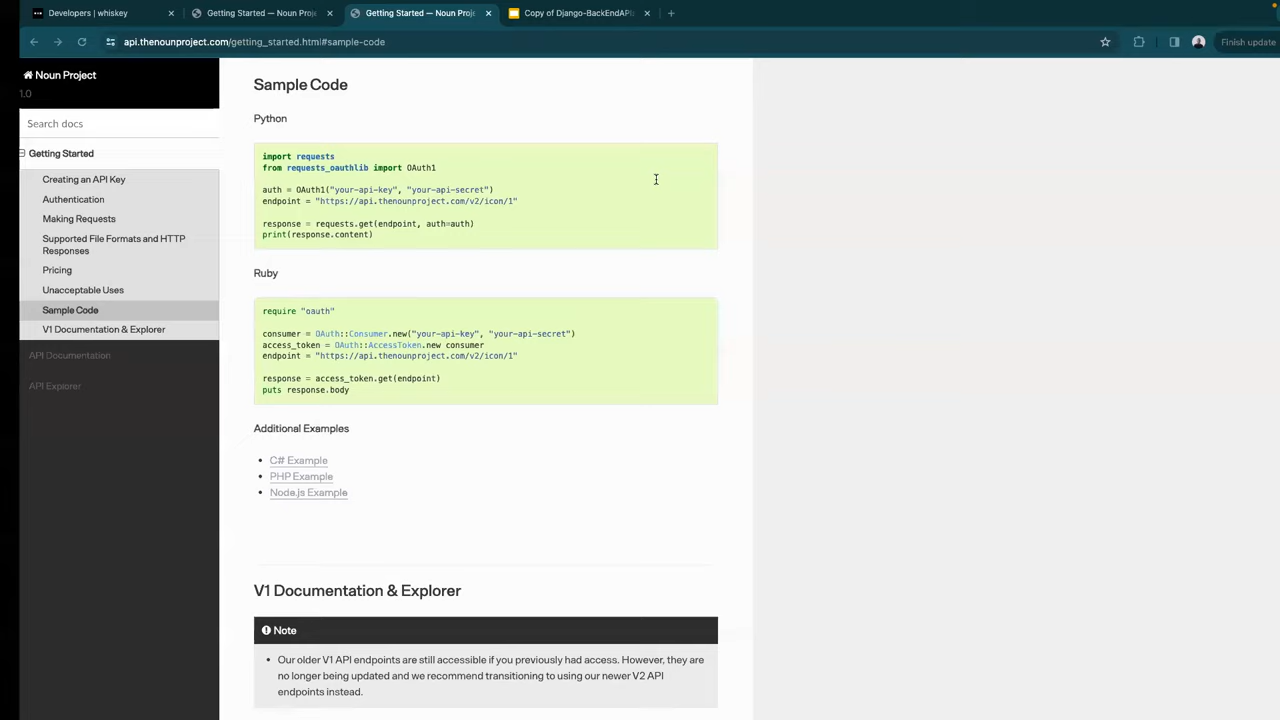 Developers | whiskey
Getting Started — Noun Proj
Getting Started — Noun Proj
Copy of Django-BackEndAPI
api.thenounproject.com/getting_started.html#sample-code
Finish update
Noun Project
1.0
Search docs
Getting Started
Creating an API Key
Authentication
Making Requests
Supported File Formats and HTTP
Responses
Pricing
Unacceptable Uses
Sample Code
V1 Documentation & Explorer
API Documentation
API Explorer
Sample Code
Python
import requests
from requests_oauthlib import OAuth1
auth = OAuth1("your-api-key", "your-api-secret")
endpoint = "https://api.thenounproject.com/v2/icon/1"
response = requests.get(endpoint, auth=auth)
print(response.content)
Ruby
require "oauth"
consumer = OAuth::Consumer.new("your-api-key", "your-api-secret")
access_token = OAuth::AccessToken.new consumer
endpoint = "https://api.thenounproject.com/v2/icon/1"
response = access_token.get(endpoint)
puts response.body
Additional Examples
• C# Example
• PHP Example
• Node.js Example
V1 Documentation & Explorer
Note
• Our older V1 API endpoints are still accessible if you previously had access. However, they are
no longer being updated and we recommend transitioning to using our newer V2 API
endpoints instead.